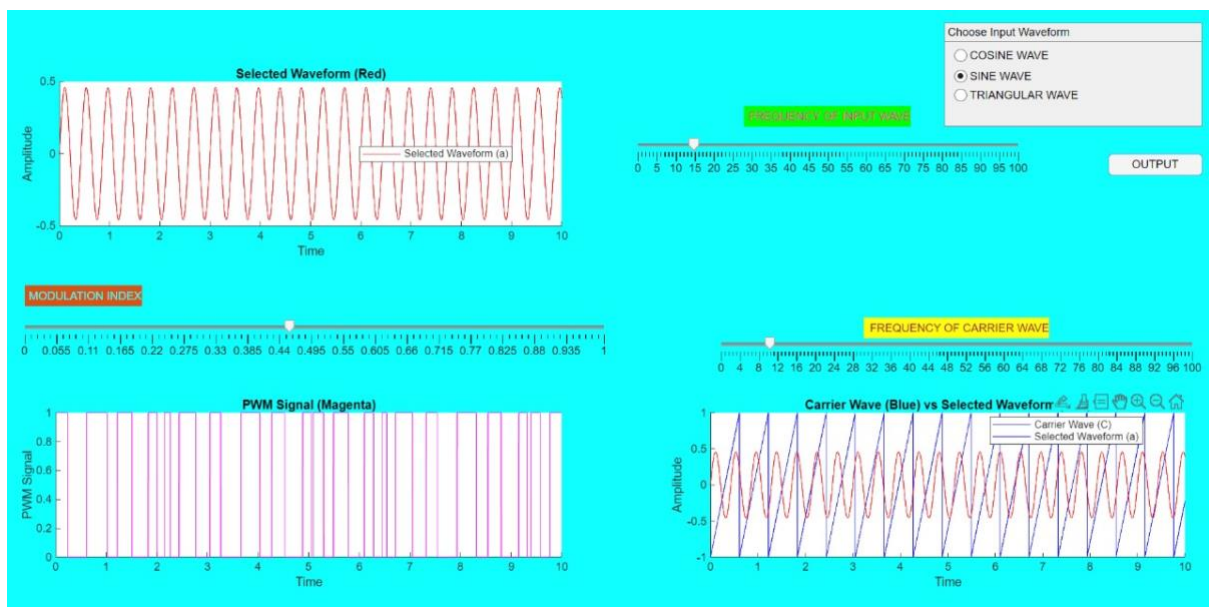 Choose Input Waveform
COSINE WAVE
SINE WAVE
TRIANGULAR WAVE
Selected Waveform (Red)
0.5
0
-0.5
Amplitude
Selected Waveform (a)
0 1 2 3 4 5 6 7 8 9 10
Time
FREQUENCY OF INPUT WAVE
0 5 10 15 20 25 30 35 40 45 50 55 60 65 70 75 80 85 90 95 100
OUTPUT
MODULATION INDEX
0 0.055 0.11 0.165 0.22 0.275 0.33 0.385 0.44 0.495 0.55 0.605 0.66 0.715 0.77 0.825 0.88 0.935 1
FREQUENCY OF CARRIER WAVE
0 4 8 12 16 20 24 28 32 36 40 44 48 52 56 60 64 68 72 76 80 84 88 92 96 100
PWM Signal (Magenta)
1
0.8
0.6
0.4
0.2
0
PWM Signal
0 1 2 3 4 5 6 7 8 9 10
Time
Carrier Wave (Blue) vs Selected Waveform
1
0.5
0
-0.5
-1
Amplitude
Carrier Wave (C)
Selected Waveform (a)
0 1 2 3 4 5 6 7 8 9 10
Time